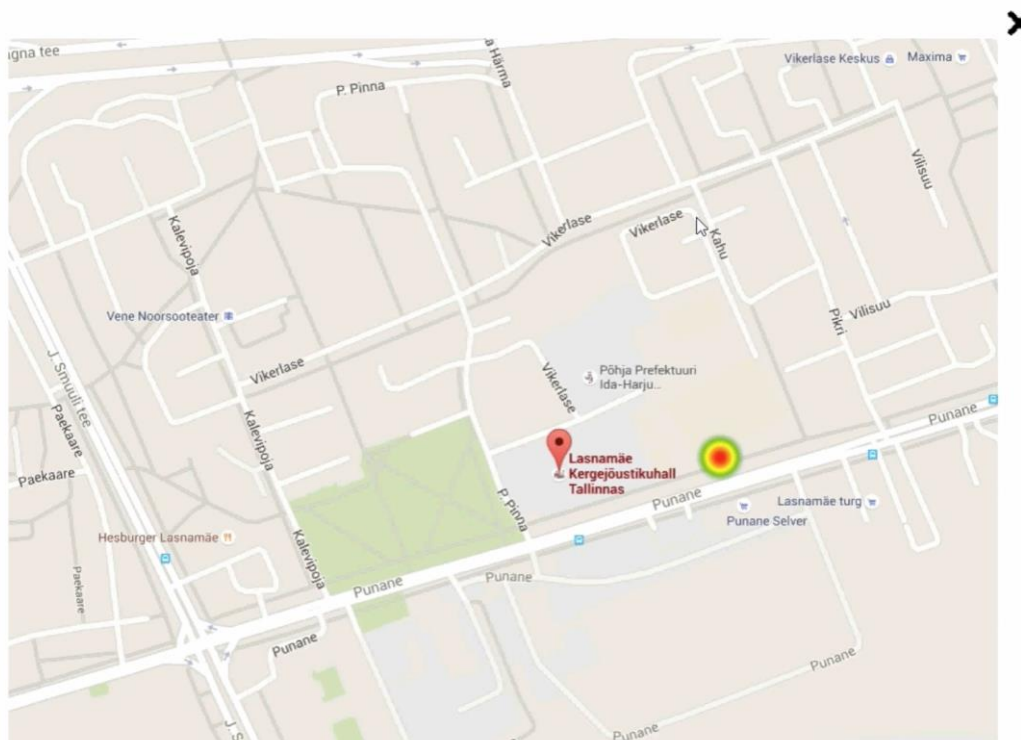 agna tee
a Härma
Vikerlase Keskus
Maxima
P. Pinna
Vilisuu
Kalevipoja
Vikerlase
Vikerlase
Kahu
Vene Noorsooteater
Pikri
Vilisuu
J. Smuuli tee
Vikerlase
Vikerlase
Põhja Prefektuuri
Ida-Harju...
Paekaare
Kalevipoja
Punane
Lasnamäe
Kergejõustikuhall
Tallinnas
Paekaare
P. Pinna
Punane
Lasnamäe turg
Punane Selver
Hesburger Lasnamäe
Kalevipoja
Paekaare
Punane
Punane
Punane
Punane
Punane
J. S